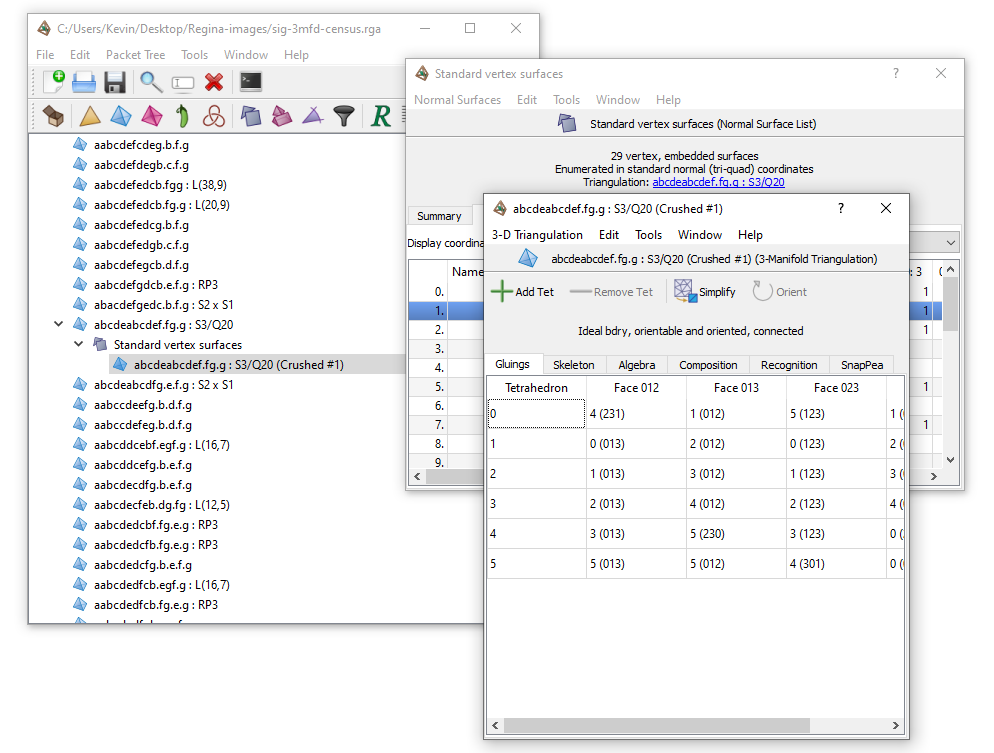 C:/Users/Kevin/Desktop/Regina-images/sig-3mfd-census.rga
File Edit Packet Tree Tools Window Help
R
aabcdefcdeg.b.f.g
aabcdefdegb.c.f.g
aabcdefedcb.fgg : L(38,9)
aabcdefedcb.fg.g : L(20,9)
aabcdefedcg.b.f.g
aabcdefedgb.c.f.g
aabcdefegcb.d.f.g
aabcdefgdcb.e.f.g : RP3
abacdefgedc.b.f.g : S2 x S1
abcdeabcdef.fg.g : S3/Q20
Standard vertex surfaces
abcdeabcdef.fg.g : S3/Q20 (Crushed #1)
abcdeabcdfg.e.f.g : S2 x S1
aabccdeefg.b.d.f.g
aabccdefeg.b.d.f.g
aabcddcebf.egf.g : L(16,7)
aabcddcefg.b.e.f.g
aabcdecdfg.b.e.f.g
aabcdecfeb.dg.fg : L(12,5)
aabcdedcbf.fg.e.g : RP3
aabcdedcfb.fg.e.g : RP3
aabcdedcfg.b.e.f.g
aabcdedfcb.egf.g : L(16,7)
aabcdedfcb.fg.e.g : RP3
Standard vertex surfaces
?
Normal Surfaces Edit Tools Window Help
Standard vertex surfaces (Normal Surface List)
29 vertex, embedded surfaces
Enumerated in standard normal (tri-quad) coordinates
Triangulation: abcdeabcdef.fg.g : S3/Q20
Summary
Display coordina
Name : 3
0. 1
1. 1
2. 1
3.
4.
5. 1
6.
7. 1
8.
9.
abcdeabcdef.fg.g : S3/Q20 (Crushed #1)
?
3-D Triangulation Edit Tools Window Help
abcdeabcdef.fg.g : S3/Q20 (Crushed #1) (3-Manifold Triangulation)
Add Tet Remove Tet Simplify Orient
Ideal bdry, orientable and oriented, connected
Gluings Skeleton Algebra Composition Recognition SnapPea
Tetrahedron Face 012 Face 013 Face 023
0 4 (231) 1 (012) 5 (123) 1 (
1 0 (013) 2 (012) 0 (123) 2 (
2 1 (013) 3 (012) 1 (123) 3 (
3 2 (013) 4 (012) 2 (123) 4 (
4 3 (013) 5 (230) 3 (123) 0 (
5 5 (013) 5 (012) 4 (301) 0 (